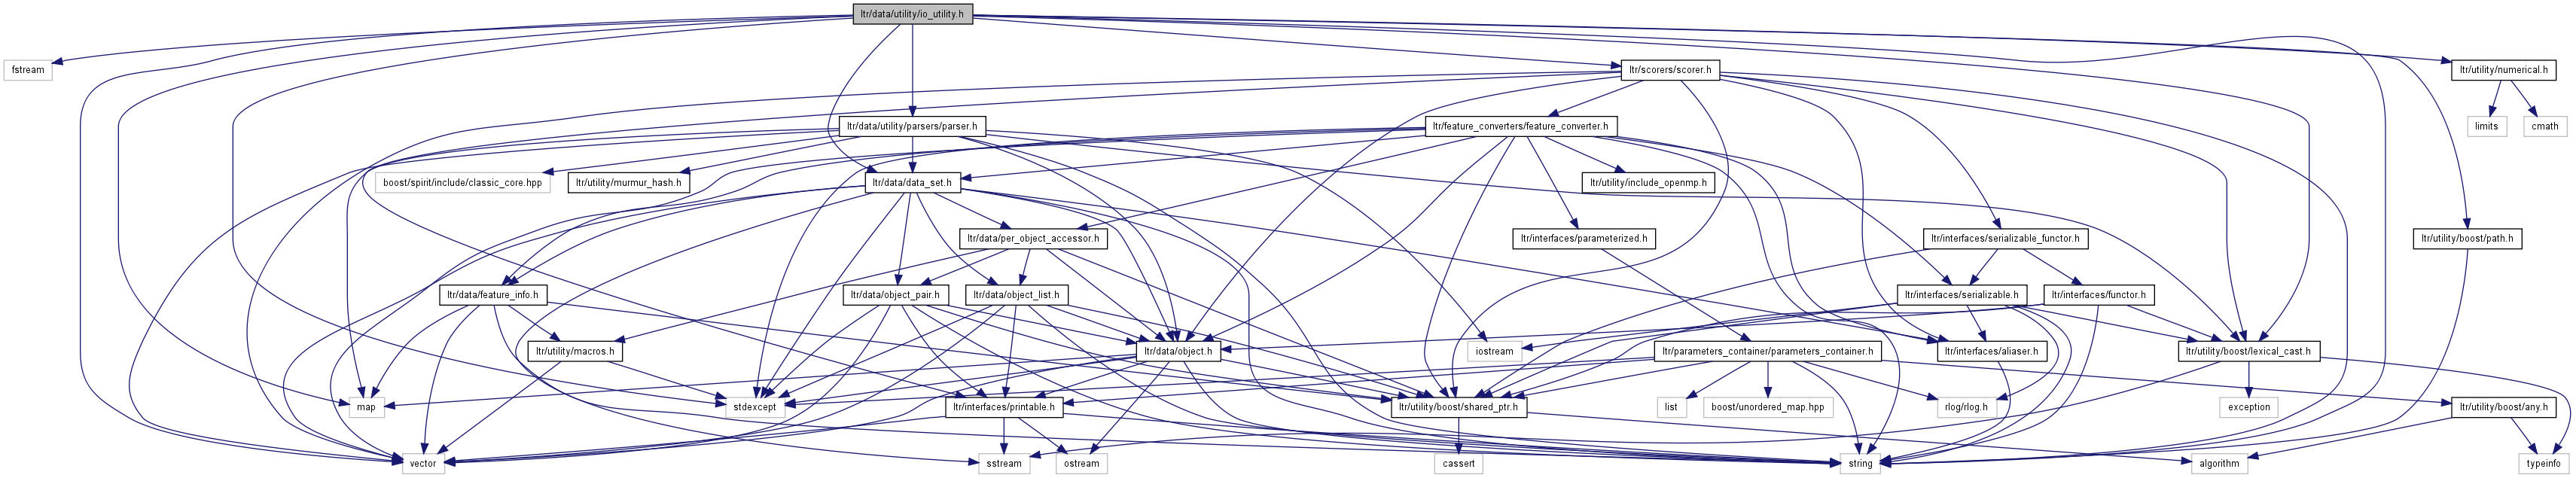 ltr/data/utility/io_utility.h
fstream
ltr/scorers/scorer.h
ltr/utility/numerical.h
ltr/data/utility/parsers/parser.h
ltr/feature_converters/feature_converter.h
limits
cmath
boost/spirit/include/classic_core.hpp
ltr/utility/murmur_hash.h
ltr/data/data_set.h
ltr/utility/include_openmp.h
ltr/data/per_object_accessor.h
ltr/interfaces/parameterized.h
ltr/interfaces/serializable_functor.h
ltr/utility/boost/path.h
ltr/data/feature_info.h
ltr/data/object_pair.h
ltr/data/object_list.h
ltr/interfaces/serializable.h
ltr/interfaces/functor.h
ltr/utility/macros.h
ltr/data/object.h
iostream
ltr/parameters_container/parameters_container.h
ltr/interfaces/aliaser.h
ltr/utility/boost/lexical_cast.h
map
stdexcept
ltr/interfaces/printable.h
ltr/utility/boost/shared_ptr.h
list
boost/unordered_map.hpp
rlog/rlog.h
exception
ltr/utility/boost/any.h
vector
sstream
ostream
cassert
string
algorithm
typeinfo